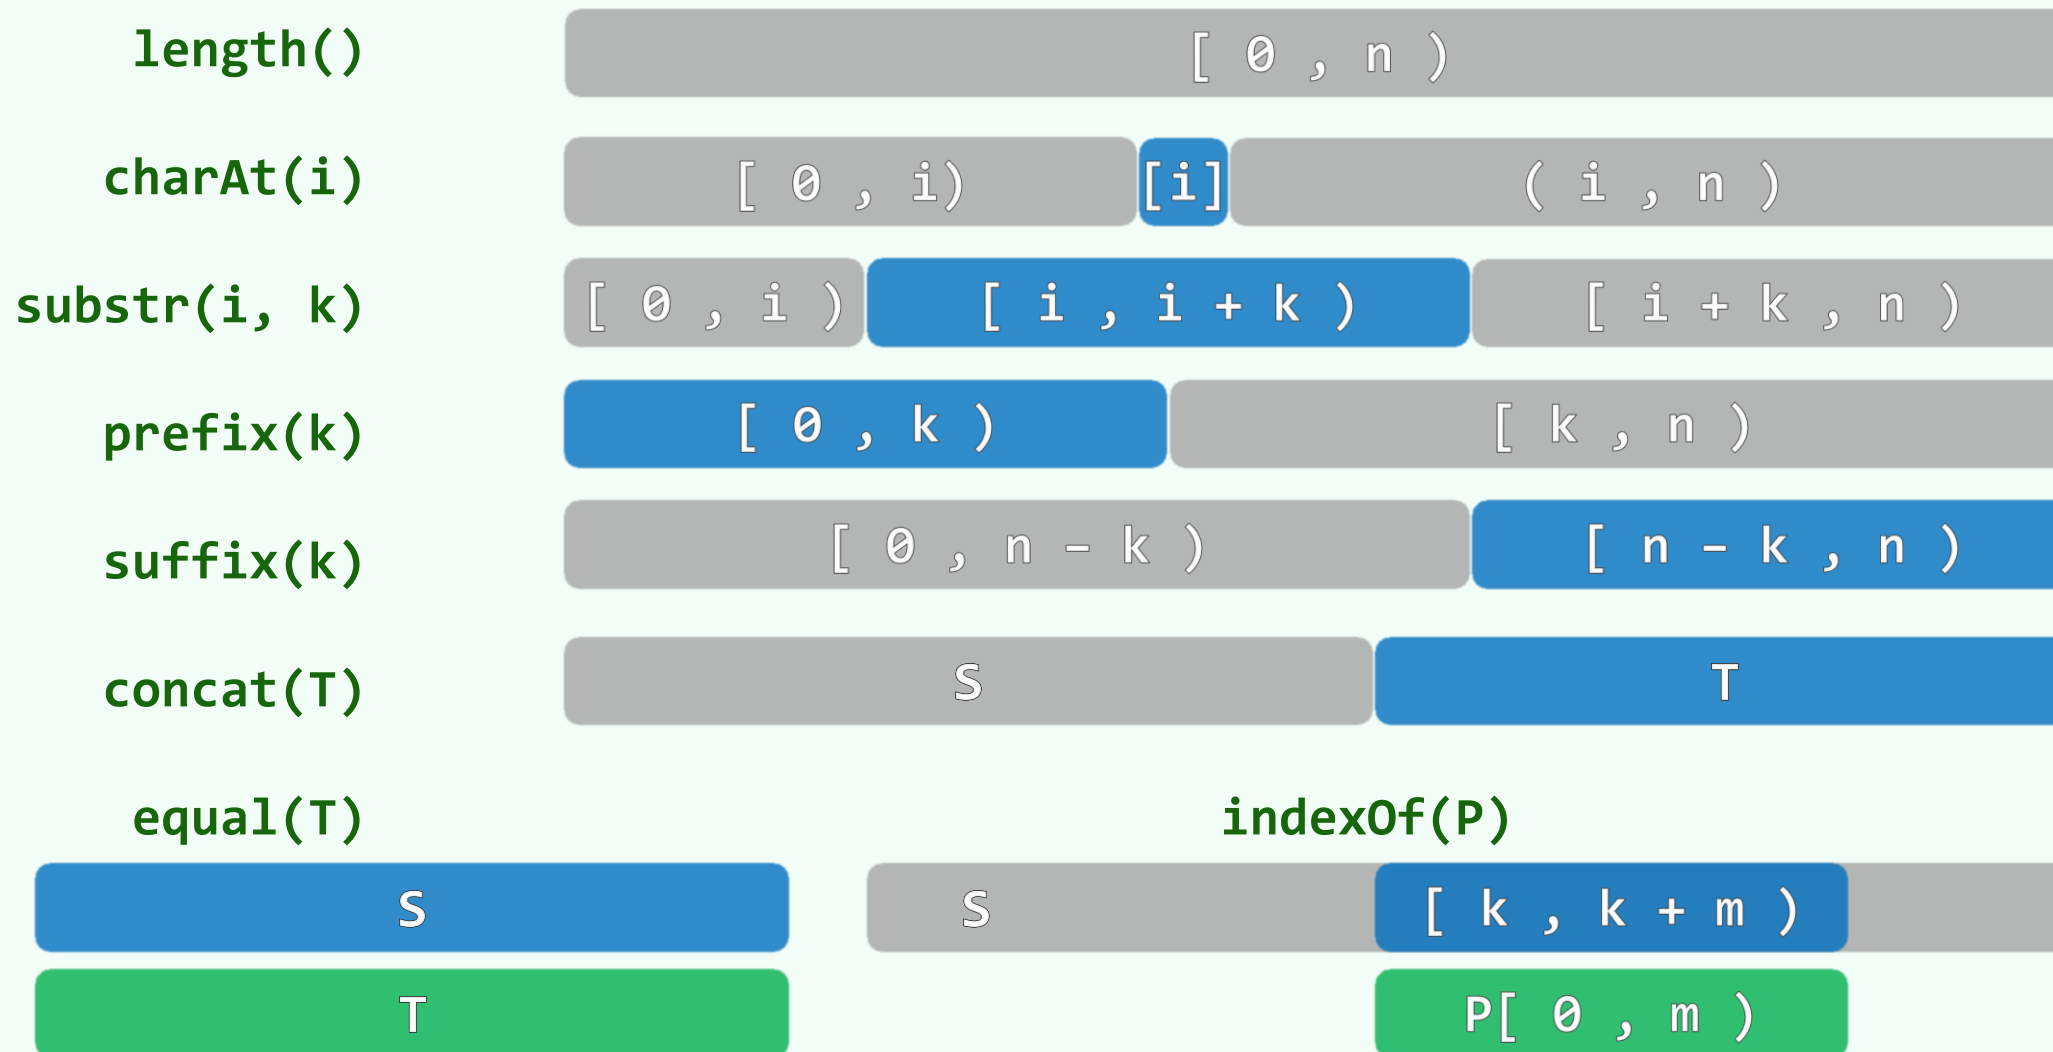 length() [ 0 , n )
charAt(i) [ 0 , i) [i] ( i , n )
substr(i, k) [ 0 , i ) [ i , i + k ) [ i + k , n )
prefix(k) [ 0 , k ) [ k , n )
suffix(k) [ 0 , n – k ) [ n – k , n )
concat(T) S T
equal(T) indexOf(P)
S S [ k , k + m )
T P[ 0 , m )